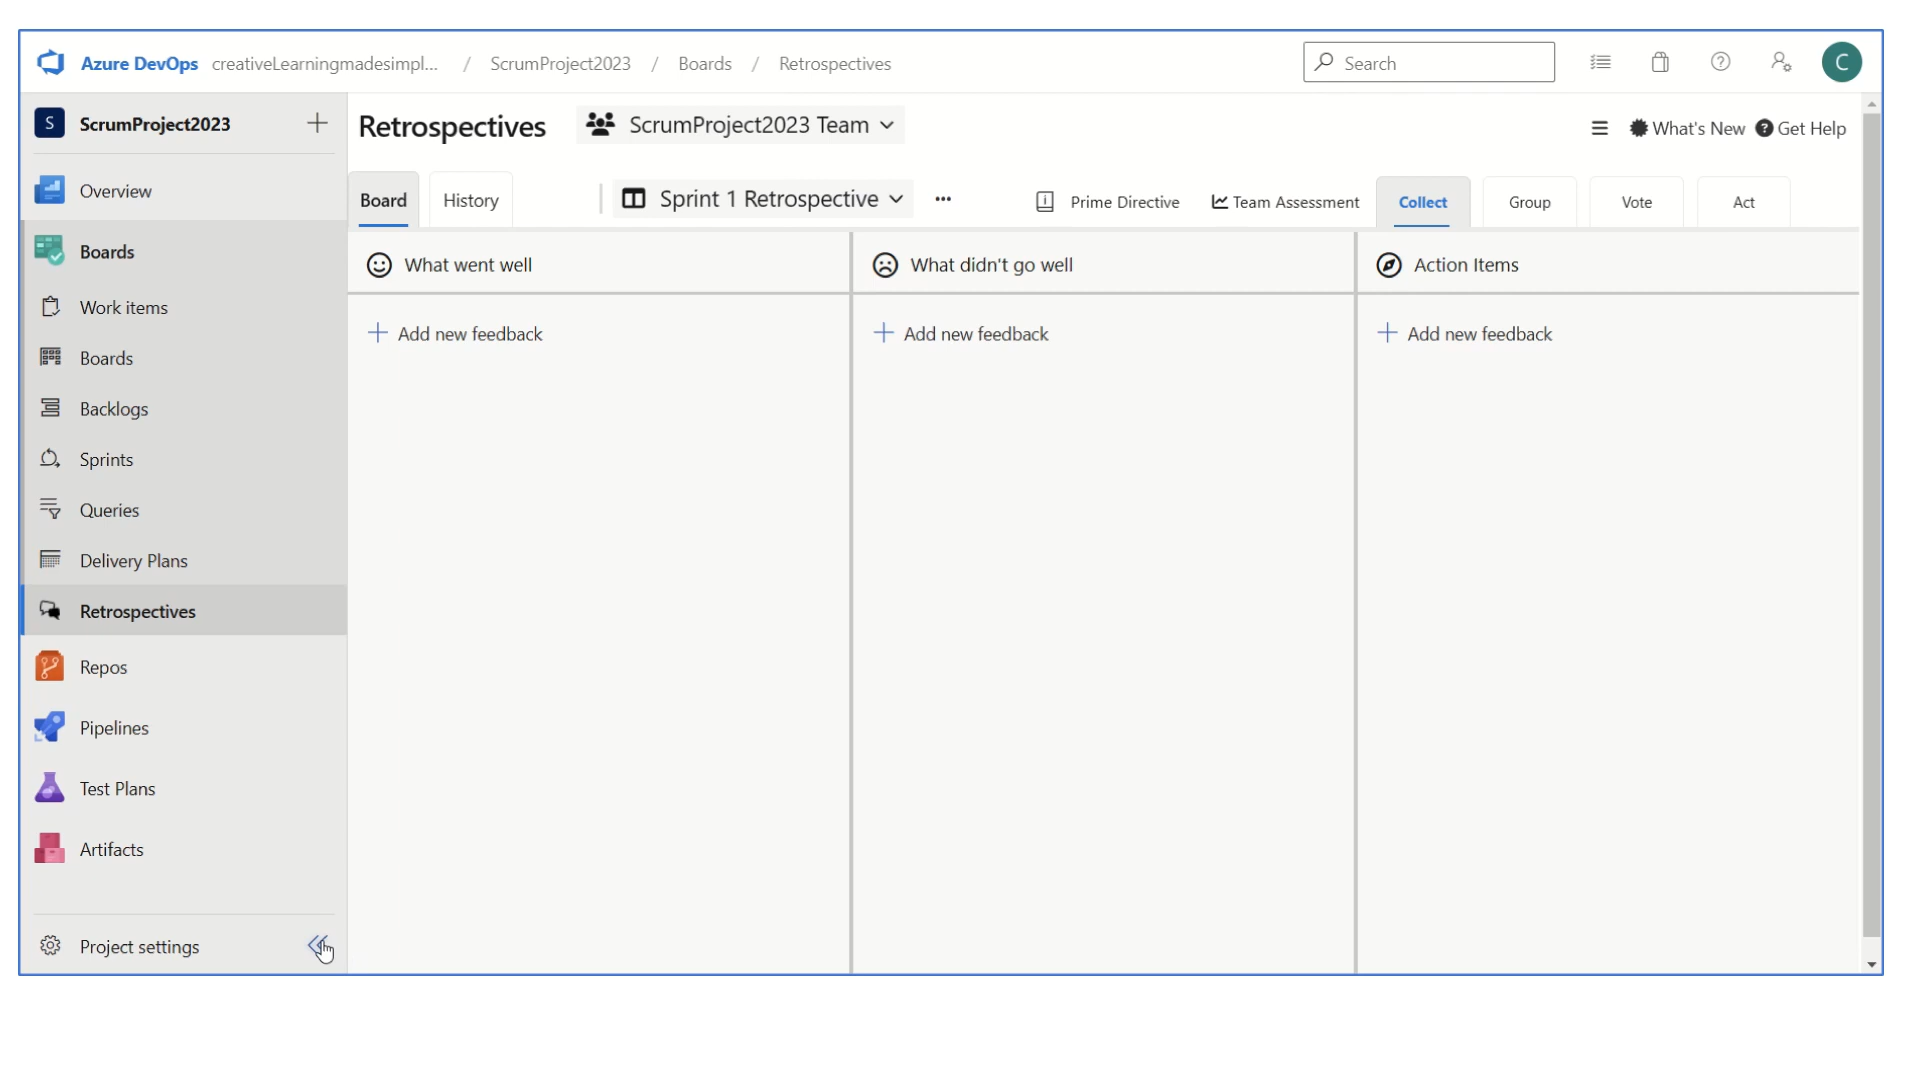 Azure DevOps creativeLearningmadesimpl... / ScrumProject2023 / Boards / Retrospectives Search C
S ScrumProject2023
Retrospectives ScrumProject2023 Team What's New Get Help
Overview
Board History Sprint 1 Retrospective ... Prime Directive Team Assessment Collect Group Vote Act
Boards
What went well What didn't go well Action Items
Work items
Add new feedback Add new feedback Add new feedback
Boards
Backlogs
Sprints
Queries
Delivery Plans
Retrospectives
Repos
Pipelines
Test Plans
Artifacts
Project settings